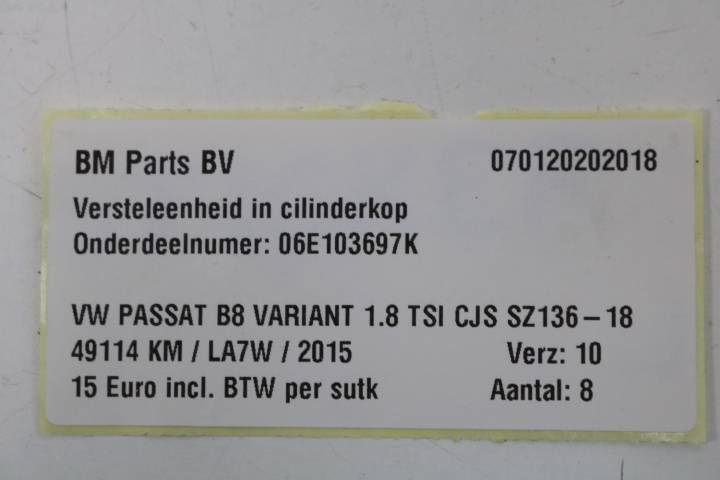 BM Parts BV 070120202018
Versteleenheid in cilinderkop
Onderdeelnumer: 06E103697K
VW PASSAT B8 VARIANT 1.8 TSI CJS SZ136-18
49114 KM / LA7W / 2015 Verz: 10
15 Euro incl. BTW per sutk Aantal: 8